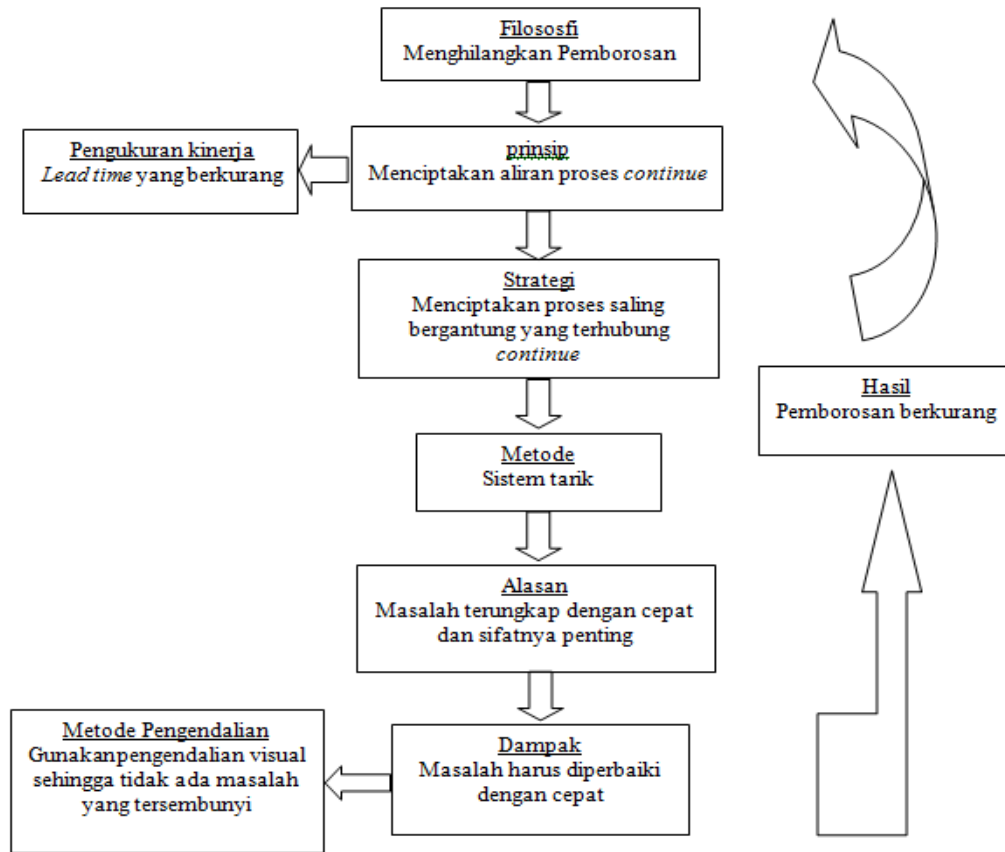 Filososfi
Menghilangkan Pemborosan
prinsip
Menciptakan aliran proses continue
Pengukuran kinerja
Lead time yang berkurang
Strategi
Menciptakan proses saling
bergantung yang terhubung
continue
Hasil
Pemborosan berkurang
Metode
Sistem tarik
Alasan
Masalah terungkap dengan cepat
dan sifatnya penting
Dampak
Masalah harus diperbaiki
dengan cepat
Metode Pengendalian
Gunakanpengendalian visual
sehingga tidak ada masalah
yang tersembunyi